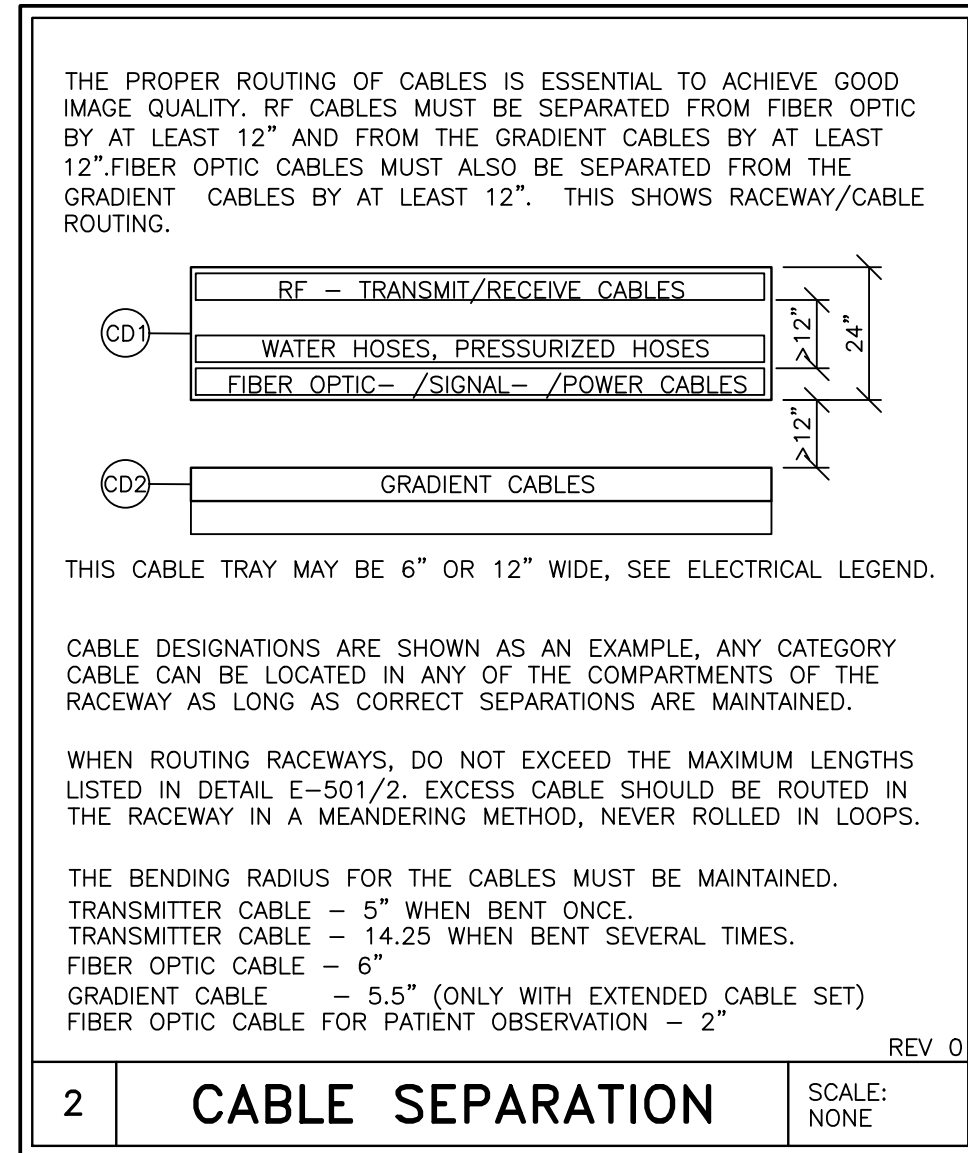 THE PROPER ROUTING OF CABLES IS ESSENTIAL TO ACHIEVE GOOD
IMAGE QUALITY. RF CABLES MUST BE SEPARATED FROM FIBER OPTIC
BY AT LEAST 12” AND FROM THE GRADIENT CABLES BY AT LEAST
12”.FIBER OPTIC CABLES MUST ALSO BE SEPARATED FROM THE
GRADIENT CABLES BY AT LEAST 12”. THIS SHOWS RACEWAY/CABLE
ROUTING.
RF – TRANSMIT/RECEIVE CABLES
CD1
WATER HOSES, PRESSURIZED HOSES
FIBER OPTIC– /SIGNAL– /POWER CABLES
>12”
24”
>12”
CD2
GRADIENT CABLES
THIS CABLE TRAY MAY BE 6” OR 12” WIDE, SEE ELECTRICAL LEGEND.
CABLE DESIGNATIONS ARE SHOWN AS AN EXAMPLE, ANY CATEGORY
CABLE CAN BE LOCATED IN ANY OF THE COMPARTMENTS OF THE
RACEWAY AS LONG AS CORRECT SEPARATIONS ARE MAINTAINED.
WHEN ROUTING RACEWAYS, DO NOT EXCEED THE MAXIMUM LENGTHS
LISTED IN DETAIL E–501/2. EXCESS CABLE SHOULD BE ROUTED IN
THE RACEWAY IN A MEANDERING METHOD, NEVER ROLLED IN LOOPS.
THE BENDING RADIUS FOR THE CABLES MUST BE MAINTAINED.
TRANSMITTER CABLE – 5” WHEN BENT ONCE.
TRANSMITTER CABLE – 14.25 WHEN BENT SEVERAL TIMES.
FIBER OPTIC CABLE – 6”
GRADIENT CABLE – 5.5” (ONLY WITH EXTENDED CABLE SET)
FIBER OPTIC CABLE FOR PATIENT OBSERVATION – 2”
REV 0
2
CABLE SEPARATION
SCALE:
NONE